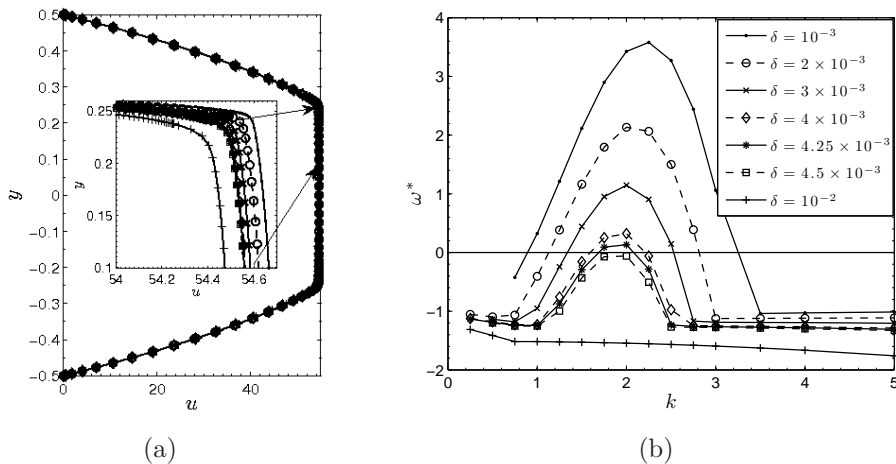 0.5
0.4
0.3
0.2
0.1
0
−0.1
−0.2
−0.3
−0.4
−0.5
y
0
20
40
u
0.25
0.2
0.15
0.1
y
54
54.2
54.4
54.6
u
(a)
4
3
2
1
0
−1
−2
ω*
0
1
2
3
4
5
k
δ = 10⁻³
δ = 2 × 10⁻³
δ = 3 × 10⁻³
δ = 4 × 10⁻³
δ = 4.25 × 10⁻³
δ = 4.5 × 10⁻³
δ = 10⁻²
(b)